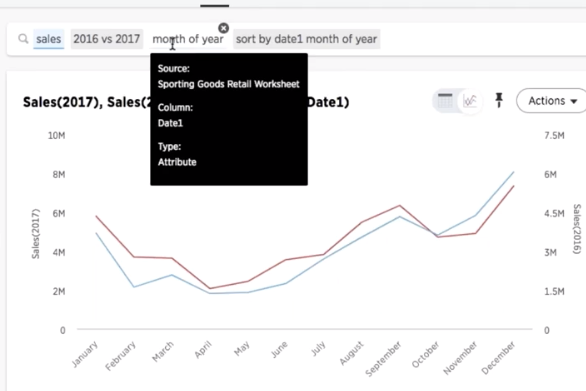 sales 2016 vs 2017 month of year sort by date1 month of year
Source:
Sporting Goods Retail Worksheet
Column:
Date1
Type:
Attribute
Sales(2017), Sales(2 Date1)
Actions
10M
8M
6M
4M
2M
0
Sales(2017)
7.5M
6M
4.5M
3M
1.5M
0
Sales(2016)
January
February
March
April
May
June
July
August
September
October
November
December